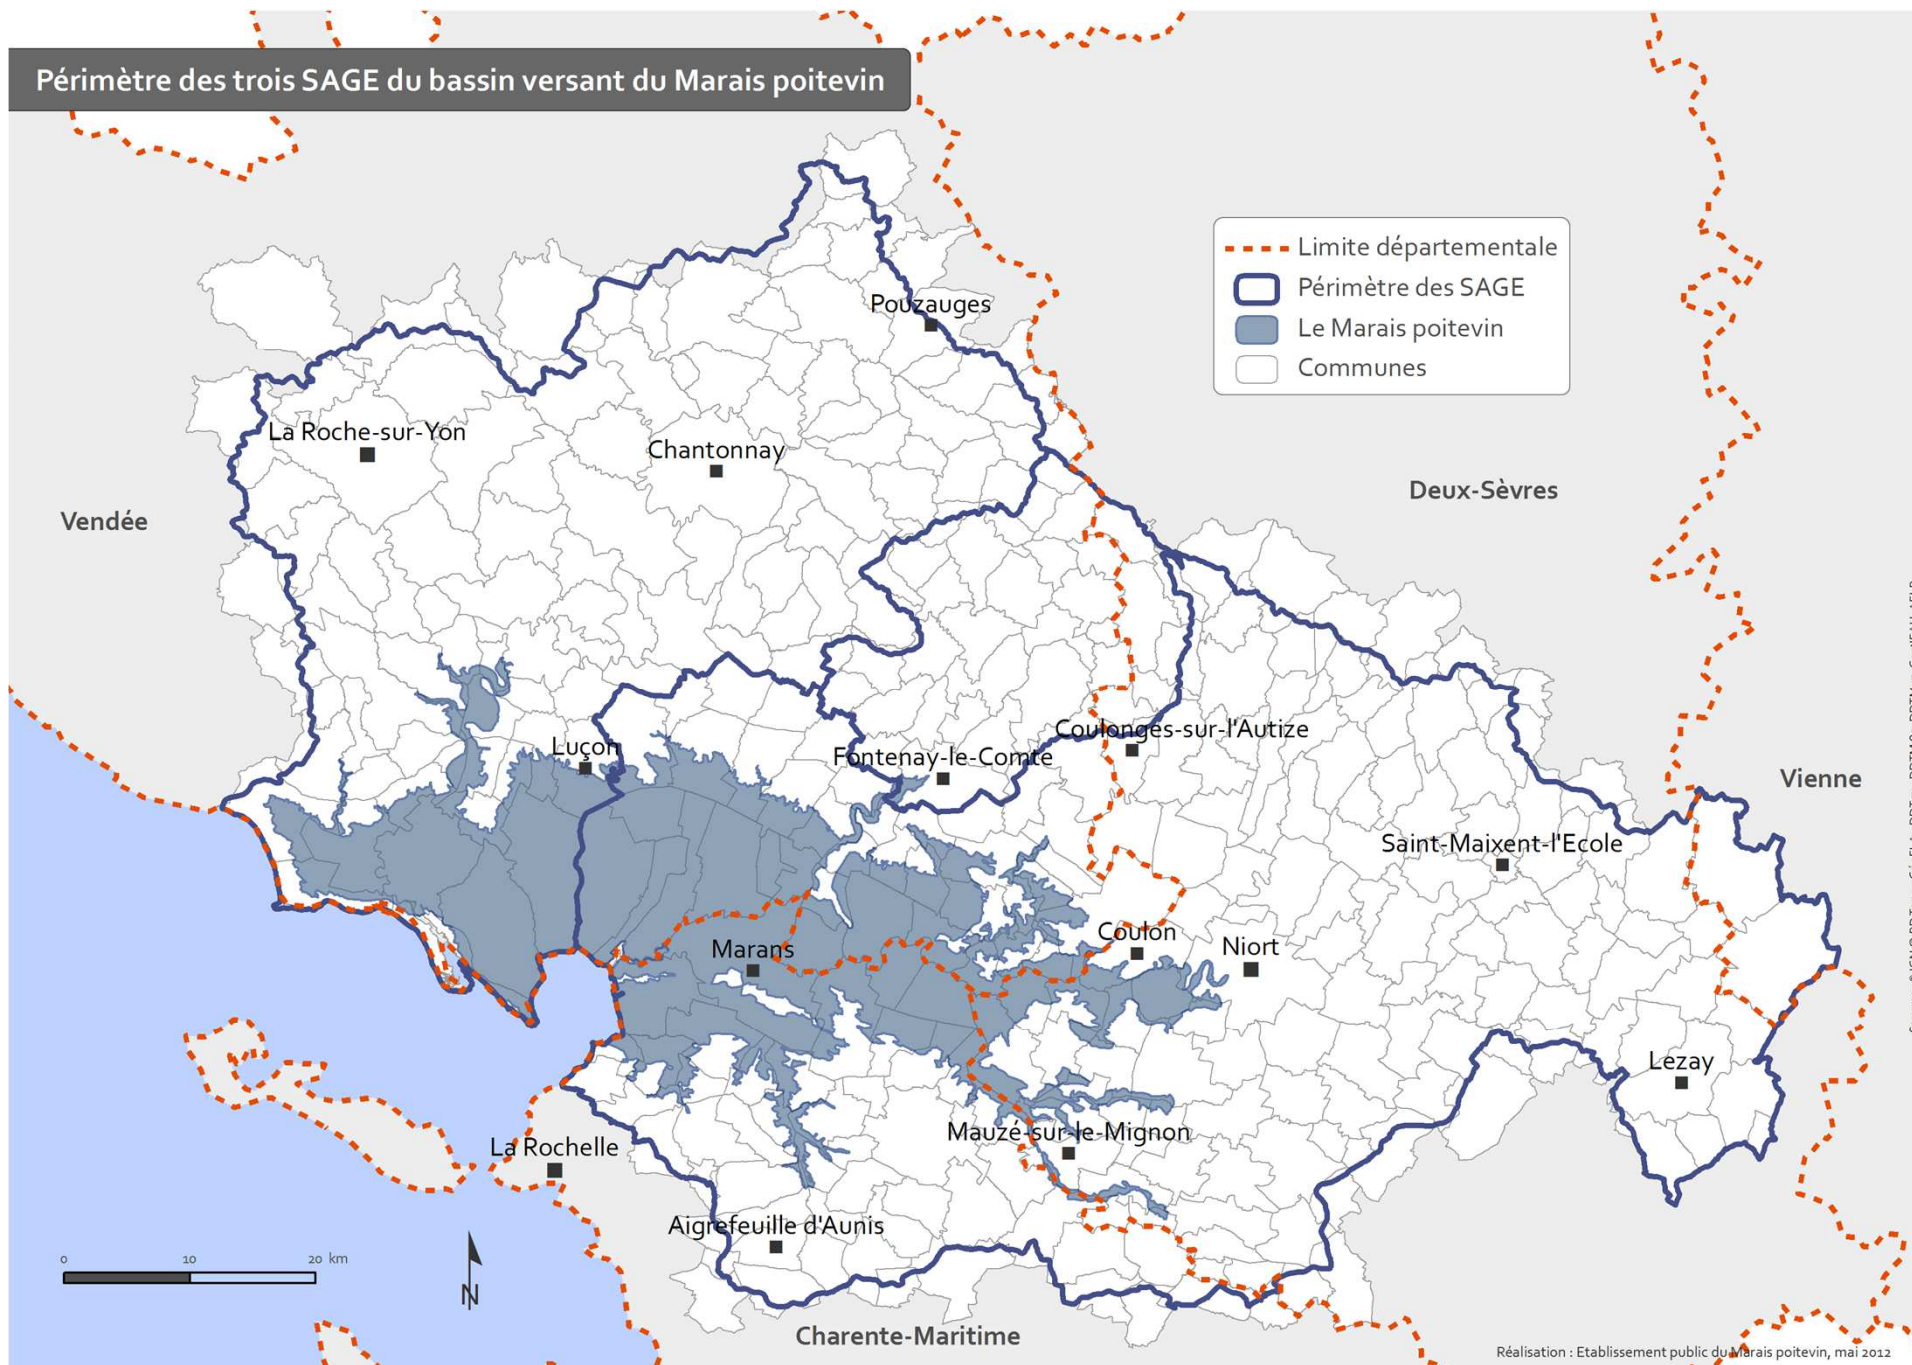 Périmètre des trois SAGE du bassin versant du Marais poitevin
Limite départementale
Périmètre des SAGE
Le Marais poitevin
Communes
Pouzauges
La Roche-sur-Yon
Chantonnay
Vendée
Deux-Sèvres
Luçon
Coulonges-sur-l'Autize
Fontenay-le-Comte
Vienne
Saint-Maixent-l'Ecole
Coulon
Niort
Marans
Lezay
Mauzé-sur-le-Mignon
La Rochelle
Aigrefeuille d'Aunis
0 10 20 km
N
Charente-Maritime
Réalisation : Etablissement public du Marais poitevin, mai 2012